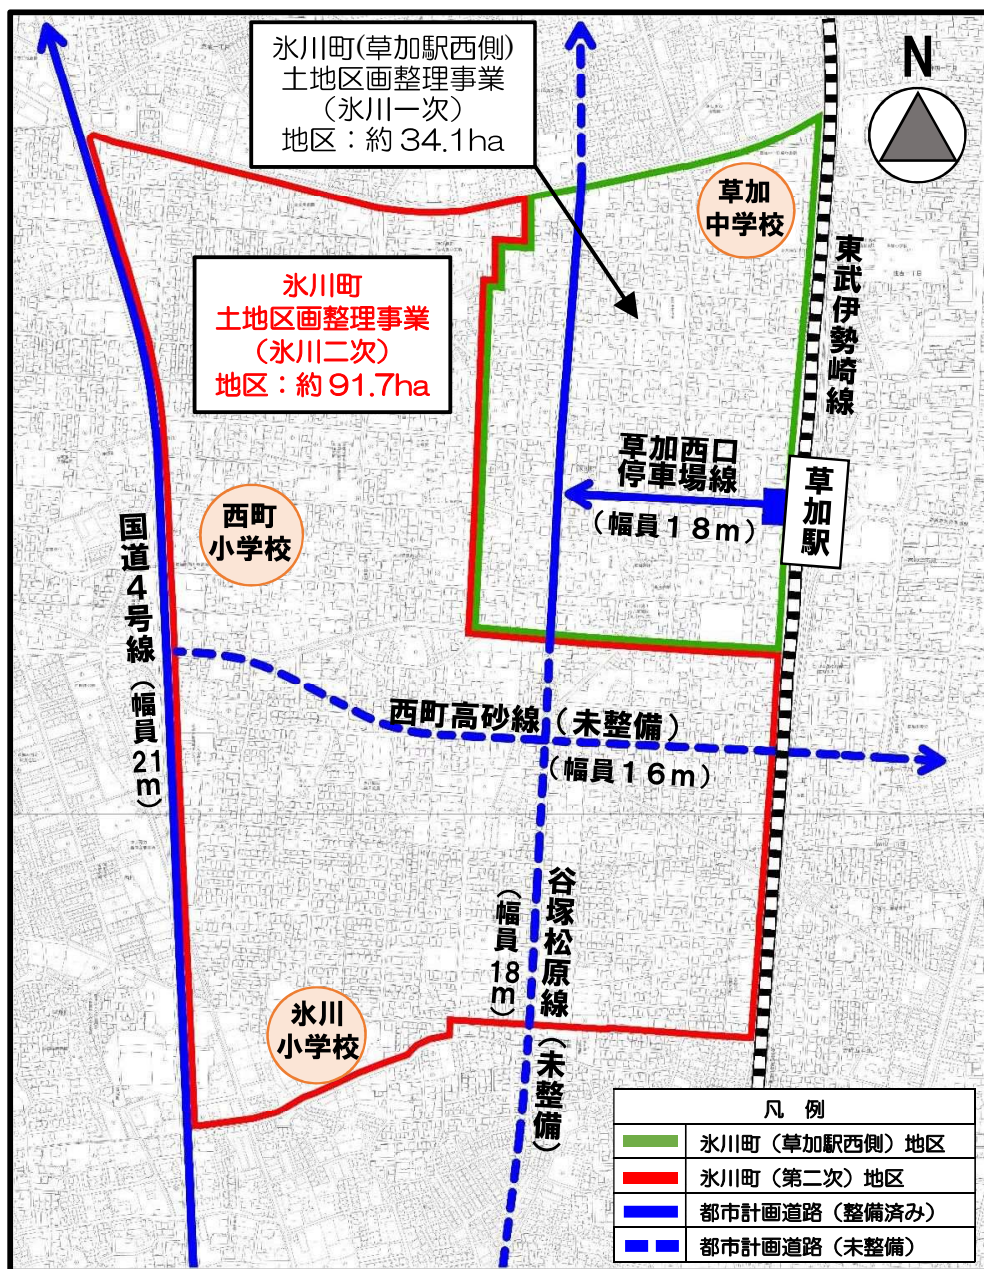 氷川町(草加駅西側)
土地区画整理事業
（氷川一次）
地区：約34.1ha
N
草加
中学校
東武伊勢崎線
氷川町
土地区画整理事業
（氷川二次）
地区：約91.7ha
草加西口
停車場線
（幅員１８ｍ）
草加駅
西町
小学校
国道４号線（幅員21ｍ）
西町高砂線（未整備）
（幅員１６ｍ）
谷塚松原線（未整備）
（幅員18ｍ）
氷川
小学校
凡 例
氷川町（草加駅西側）地区
氷川町（第二次）地区
都市計画道路（整備済み）
都市計画道路（未整備）